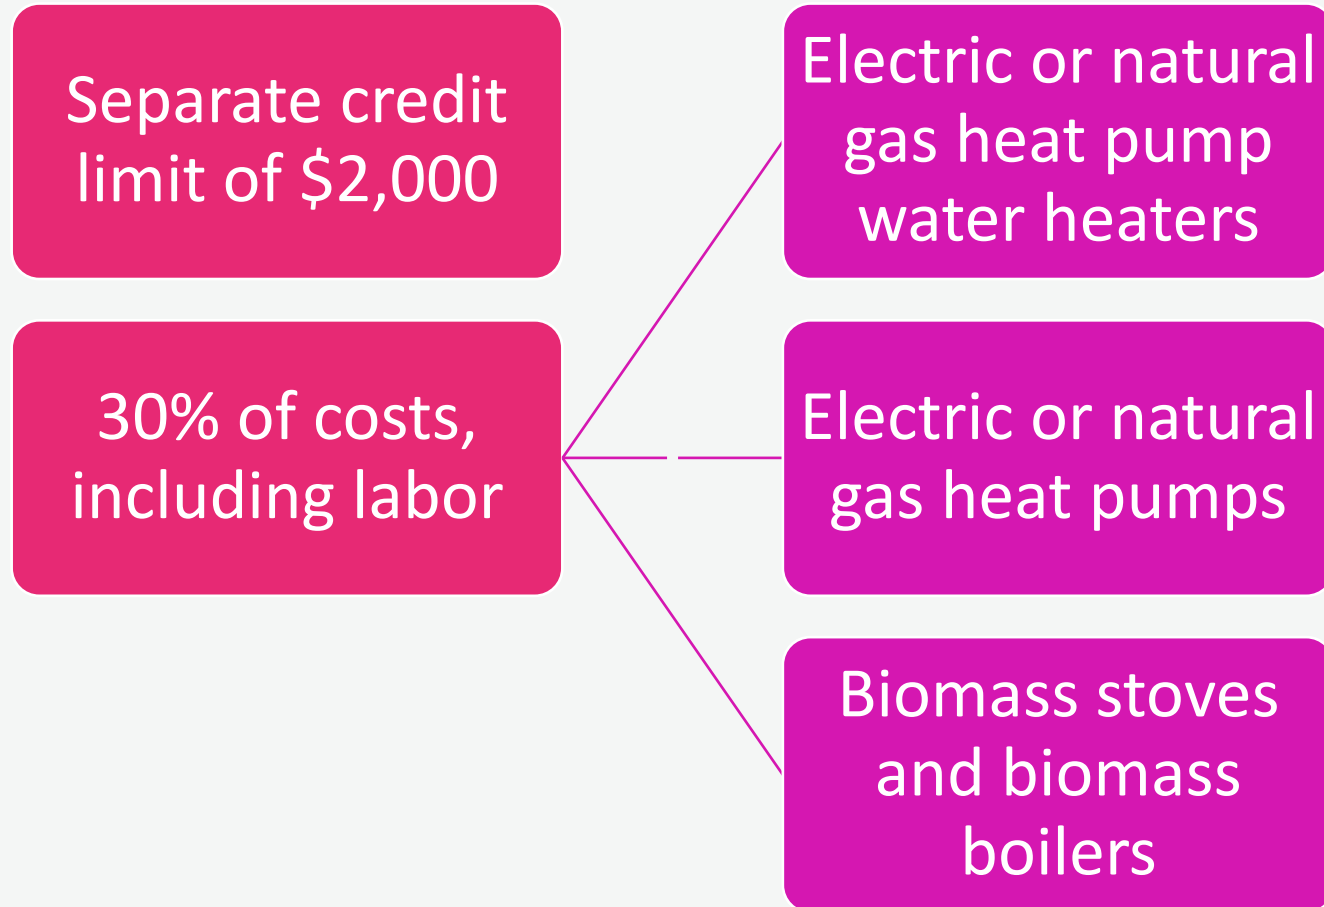 Separate credit
limit of $2,000
30% of costs,
including labor
Electric or natural
gas heat pump
water heaters
Electric or natural
gas heat pumps
Biomass stoves
and biomass
boilers